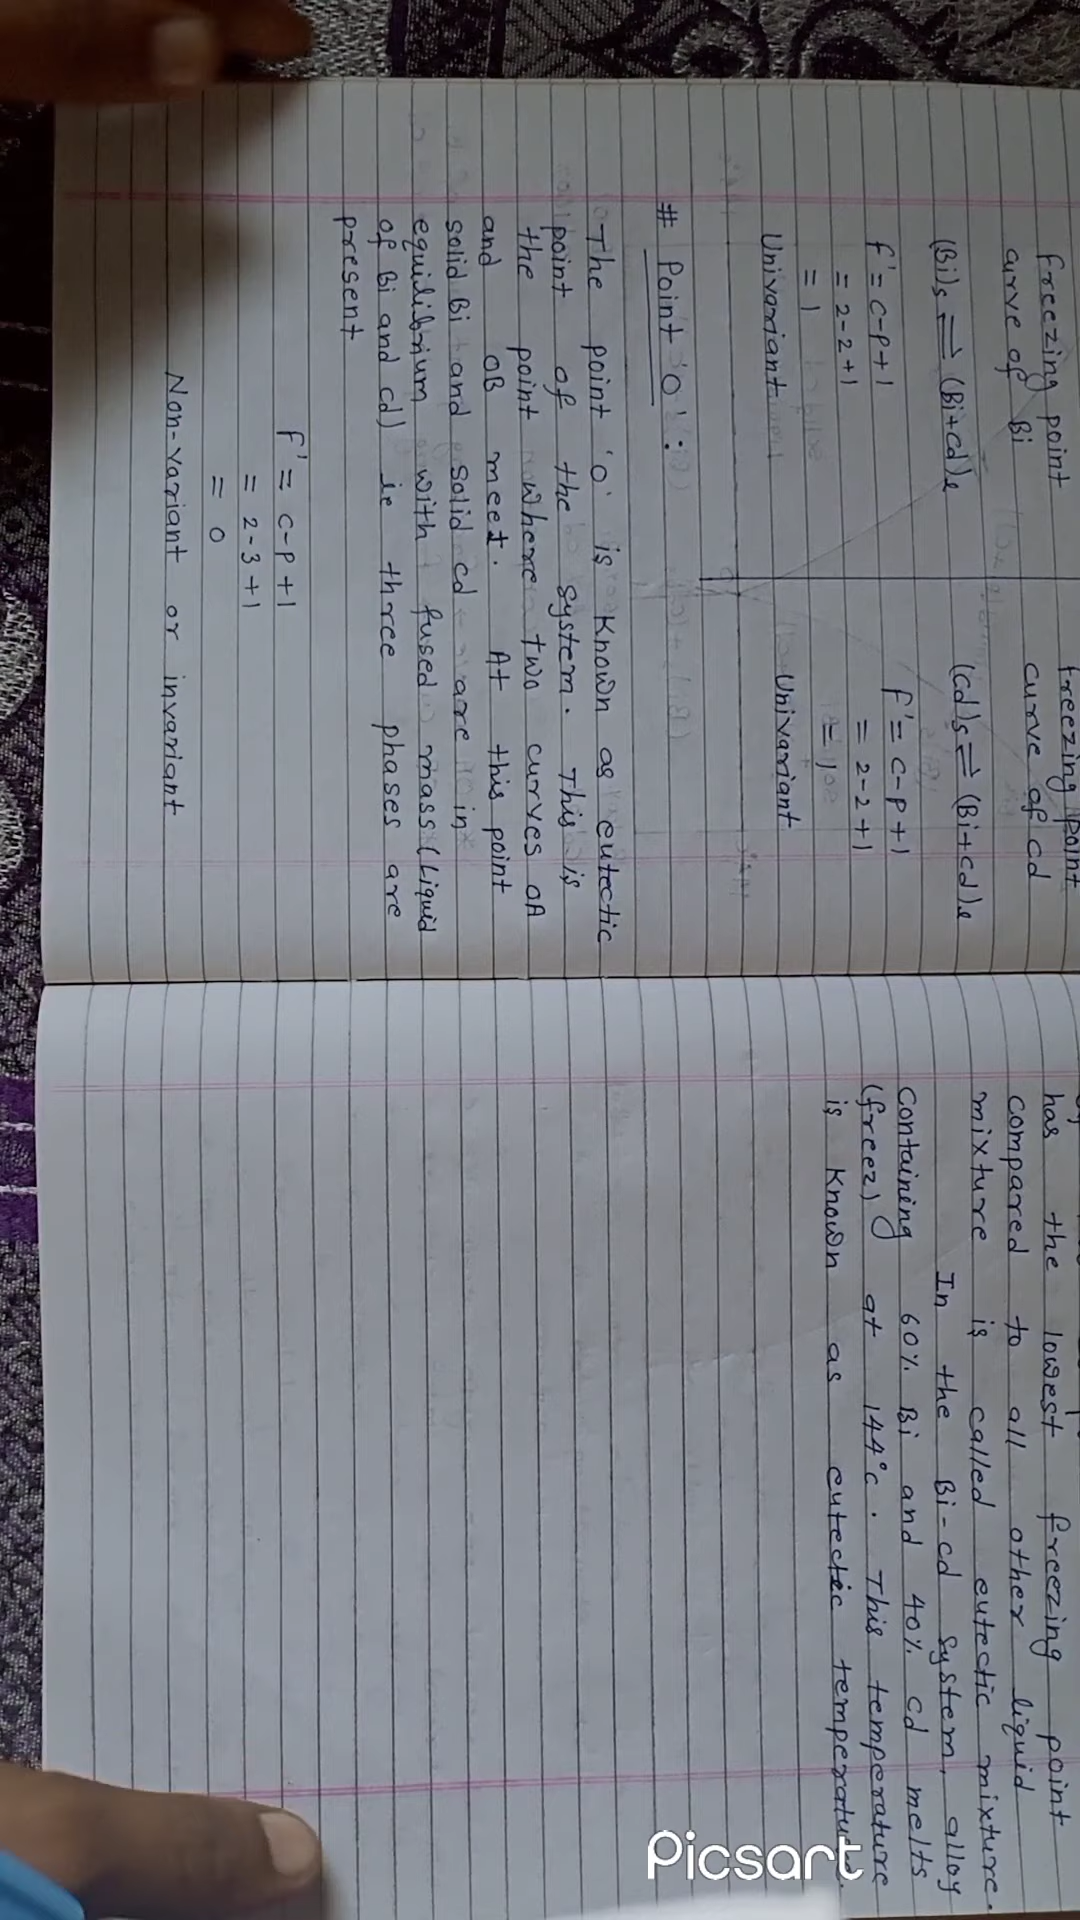 freezing point
curve of Bi
(Bi)s ⇌ (Bi+cd)l
f' = c-p+1
= 2-2+1
= 1
Univariant
freezing point
curve of cd
(cd)s ⇌ (Bi+cd)l
f' = c-p+1
= 2-2+1
= 1
Univariant
# Point 'O' :
The point 'O' is Known as eutectic
point of the system. This is
the point where two curves OA
and OB meet. At this point
solid Bi and solid cd are in
equilibrium with fused mass (Liquid
of Bi and cd) ie three phases are
present
f' = c-p+1
= 2-3+1
= 0
Non-variant or invariant
has the lowest freezing point
compared to all other liquid
mixture is called eutectic mixture.
In the Bi-cd system, alloy
containing 60% Bi and 40% cd melts
(freez) at 144°c. This temperature
is Known as eutectic temperature.
Picsart